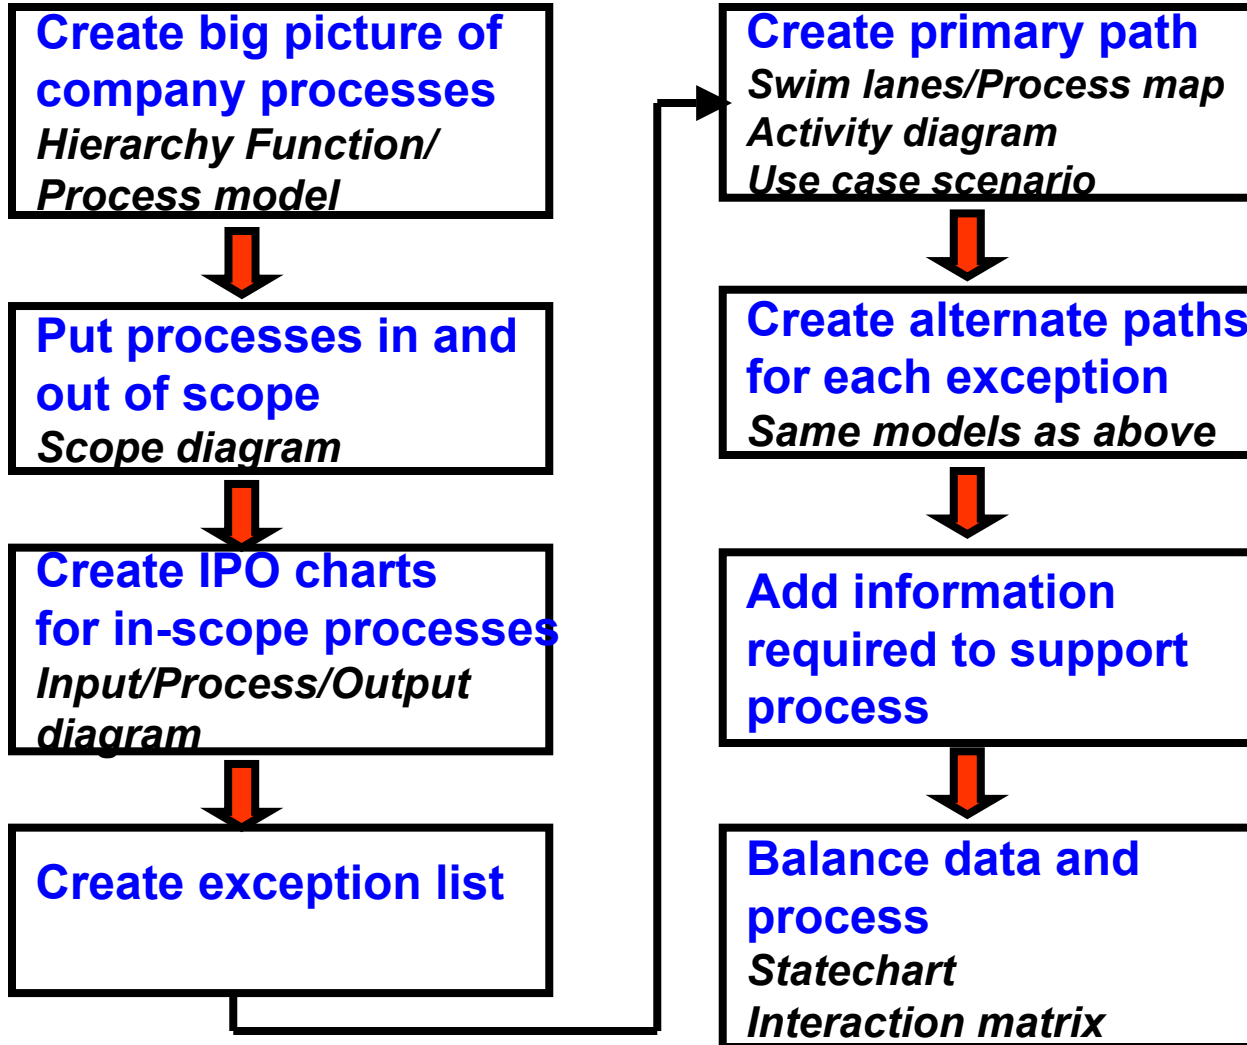 Create big picture of
company processes
Hierarchy Function/
Process model
Put processes in and
out of scope
Scope diagram
Create IPO charts
for in-scope processes
Input/Process/Output
diagram
Create exception list
Create primary path
Swim lanes/Process map
Activity diagram
Use case scenario
Create alternate paths
for each exception
Same models as above
Add information
required to support
process
Balance data and
process
Statechart
Interaction matrix